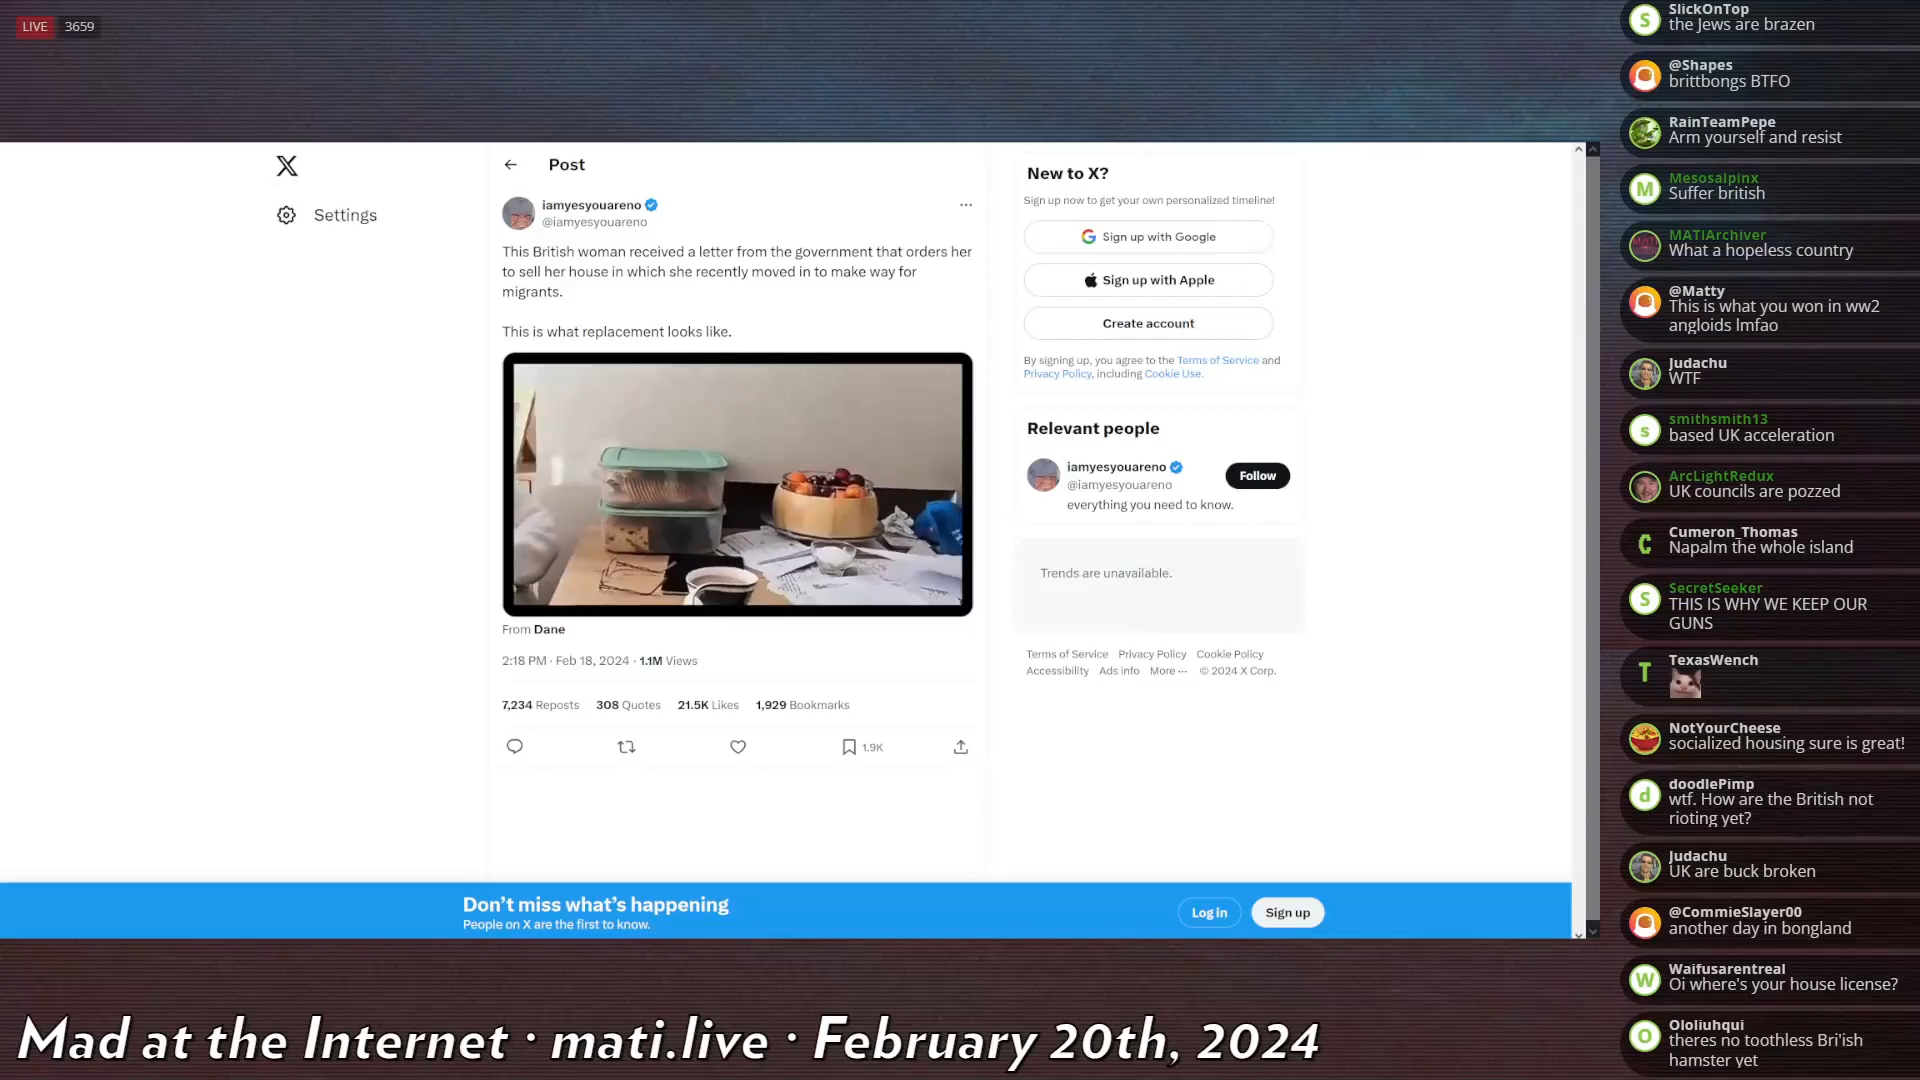 LIVE 3659
Post
Settings
iamyesyouareno
@iamyesyouareno
This British woman received a letter from the government that orders her
to sell her house in which she recently moved in to make way for
migrants.
This is what replacement looks like.
From Dane
2:18 PM · Feb 18, 2024 · 1.1M Views
7,234 Reposts 308 Quotes 21.5K Likes 1,929 Bookmarks
1.9K
New to X?
Sign up now to get your own personalized timeline!
Sign up with Google
Sign up with Apple
Create account
By signing up, you agree to the Terms of Service and
Privacy Policy, including Cookie Use.
Relevant people
iamyesyouareno
@iamyesyouareno
Follow
everything you need to know.
Trends are unavailable.
Terms of Service Privacy Policy Cookie Policy
Accessibility Ads info More ··· © 2024 X Corp.
Don’t miss what’s happening
People on X are the first to know.
Log in
Sign up
Mad at the Internet · mati.live · February 20th, 2024
SlickOnTop
the Jews are brazen
@Shapes
brittbongs BTFO
RainTeamPepe
Arm yourself and resist
Mesosalpinx
Suffer british
MATIArchiver
What a hopeless country
@Matty
This is what you won in ww2
angloids lmfao
Judachu
WTF
smithsmith13
based UK acceleration
ArcLightRedux
UK councils are pozzed
Cumeron_Thomas
Napalm the whole island
SecretSeeker
THIS IS WHY WE KEEP OUR
GUNS
TexasWench
NotYourCheese
socialized housing sure is great!
doodlePimp
wtf. How are the British not
rioting yet?
Judachu
UK are buck broken
@CommieSlayer00
another day in bongland
Waifusarentreal
Oi where's your house license?
Ololiuhqui
theres no toothless Bri'ish
hamster yet